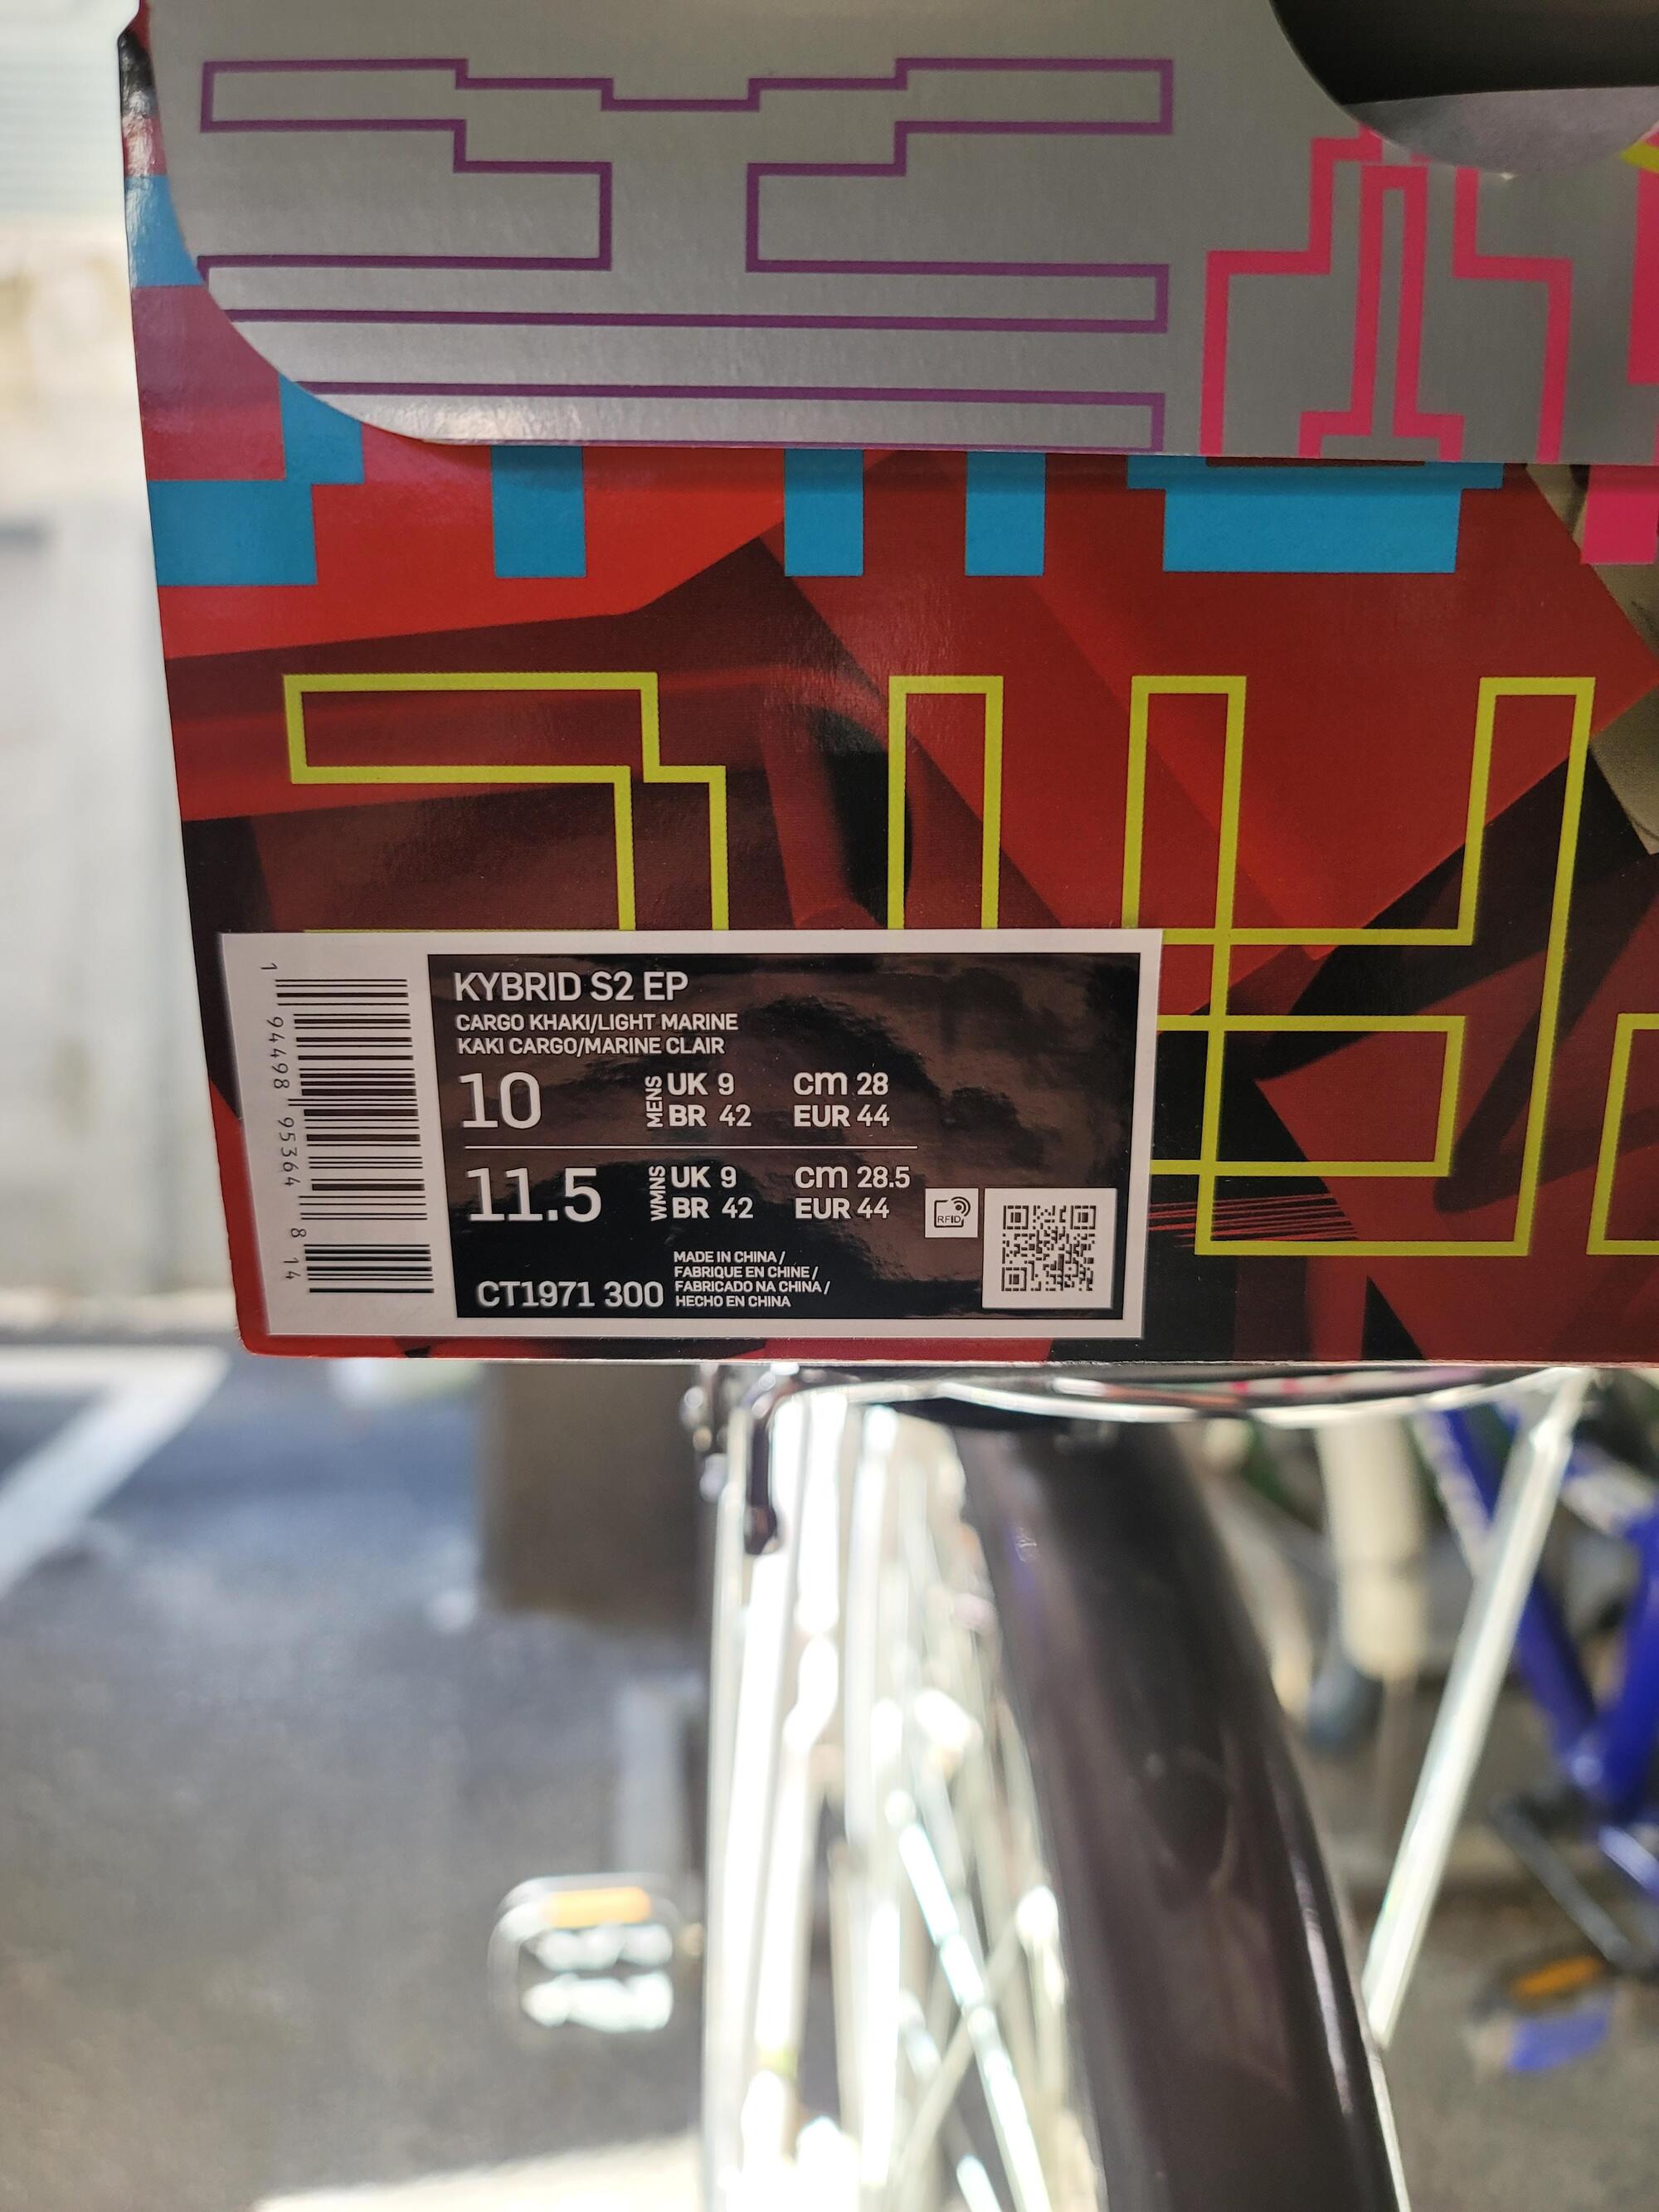 KYBRID S2 EP
CARGO KHAKI/LIGHT MARINE
KAKI CARGO/MARINE CLAIR
10 MENS UK 9 cm 28
BR 42 EUR 44
11.5 WMNS UK 9 cm 28.5
BR 42 EUR 44
RFID
CT1971 300
MADE IN CHINA /
FABRIQUE EN CHINE /
FABRICADO NA CHINA /
HECHO EN CHINA
1 94498 95364 8 14